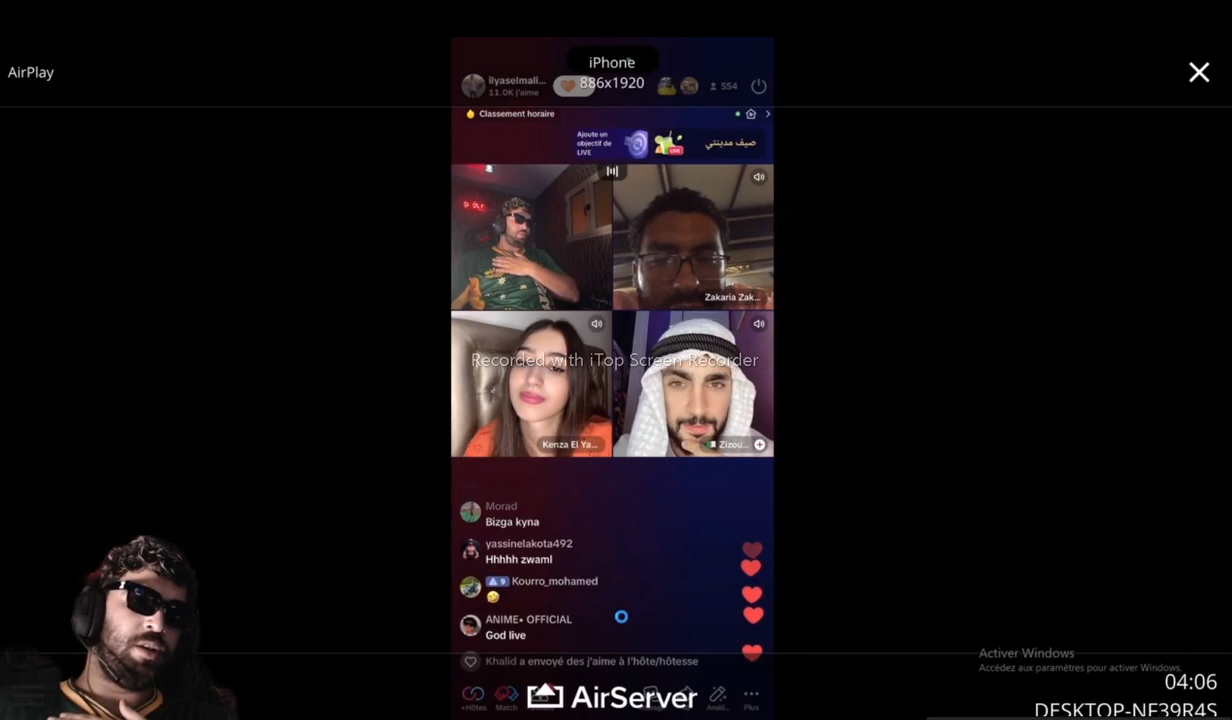 AirPlay
iPhone
886x1920
ilyaselmali...
11.0K j'aime
554
Classement horaire
Ajoute un
objectif de
LIVE
LIVE
صيف مدينتي
Zakaria Zak...
Recorded with iTop Screen Recorder
Kenza El Ya...
Zizou...
Morad
Bizga kyna
yassinelakota492
Hhhhh zwaml
9 Kourro_mohamed
ANIME• OFFICIAL
God live
Khalid a envoyé des j'aime à l'hôte/hôtesse
+Hôtes
Match
AirServer
Améli...
Plus
Activer Windows
Accédez aux paramètres pour activer Windows.
04:06
DESKTOP-NE39R4S